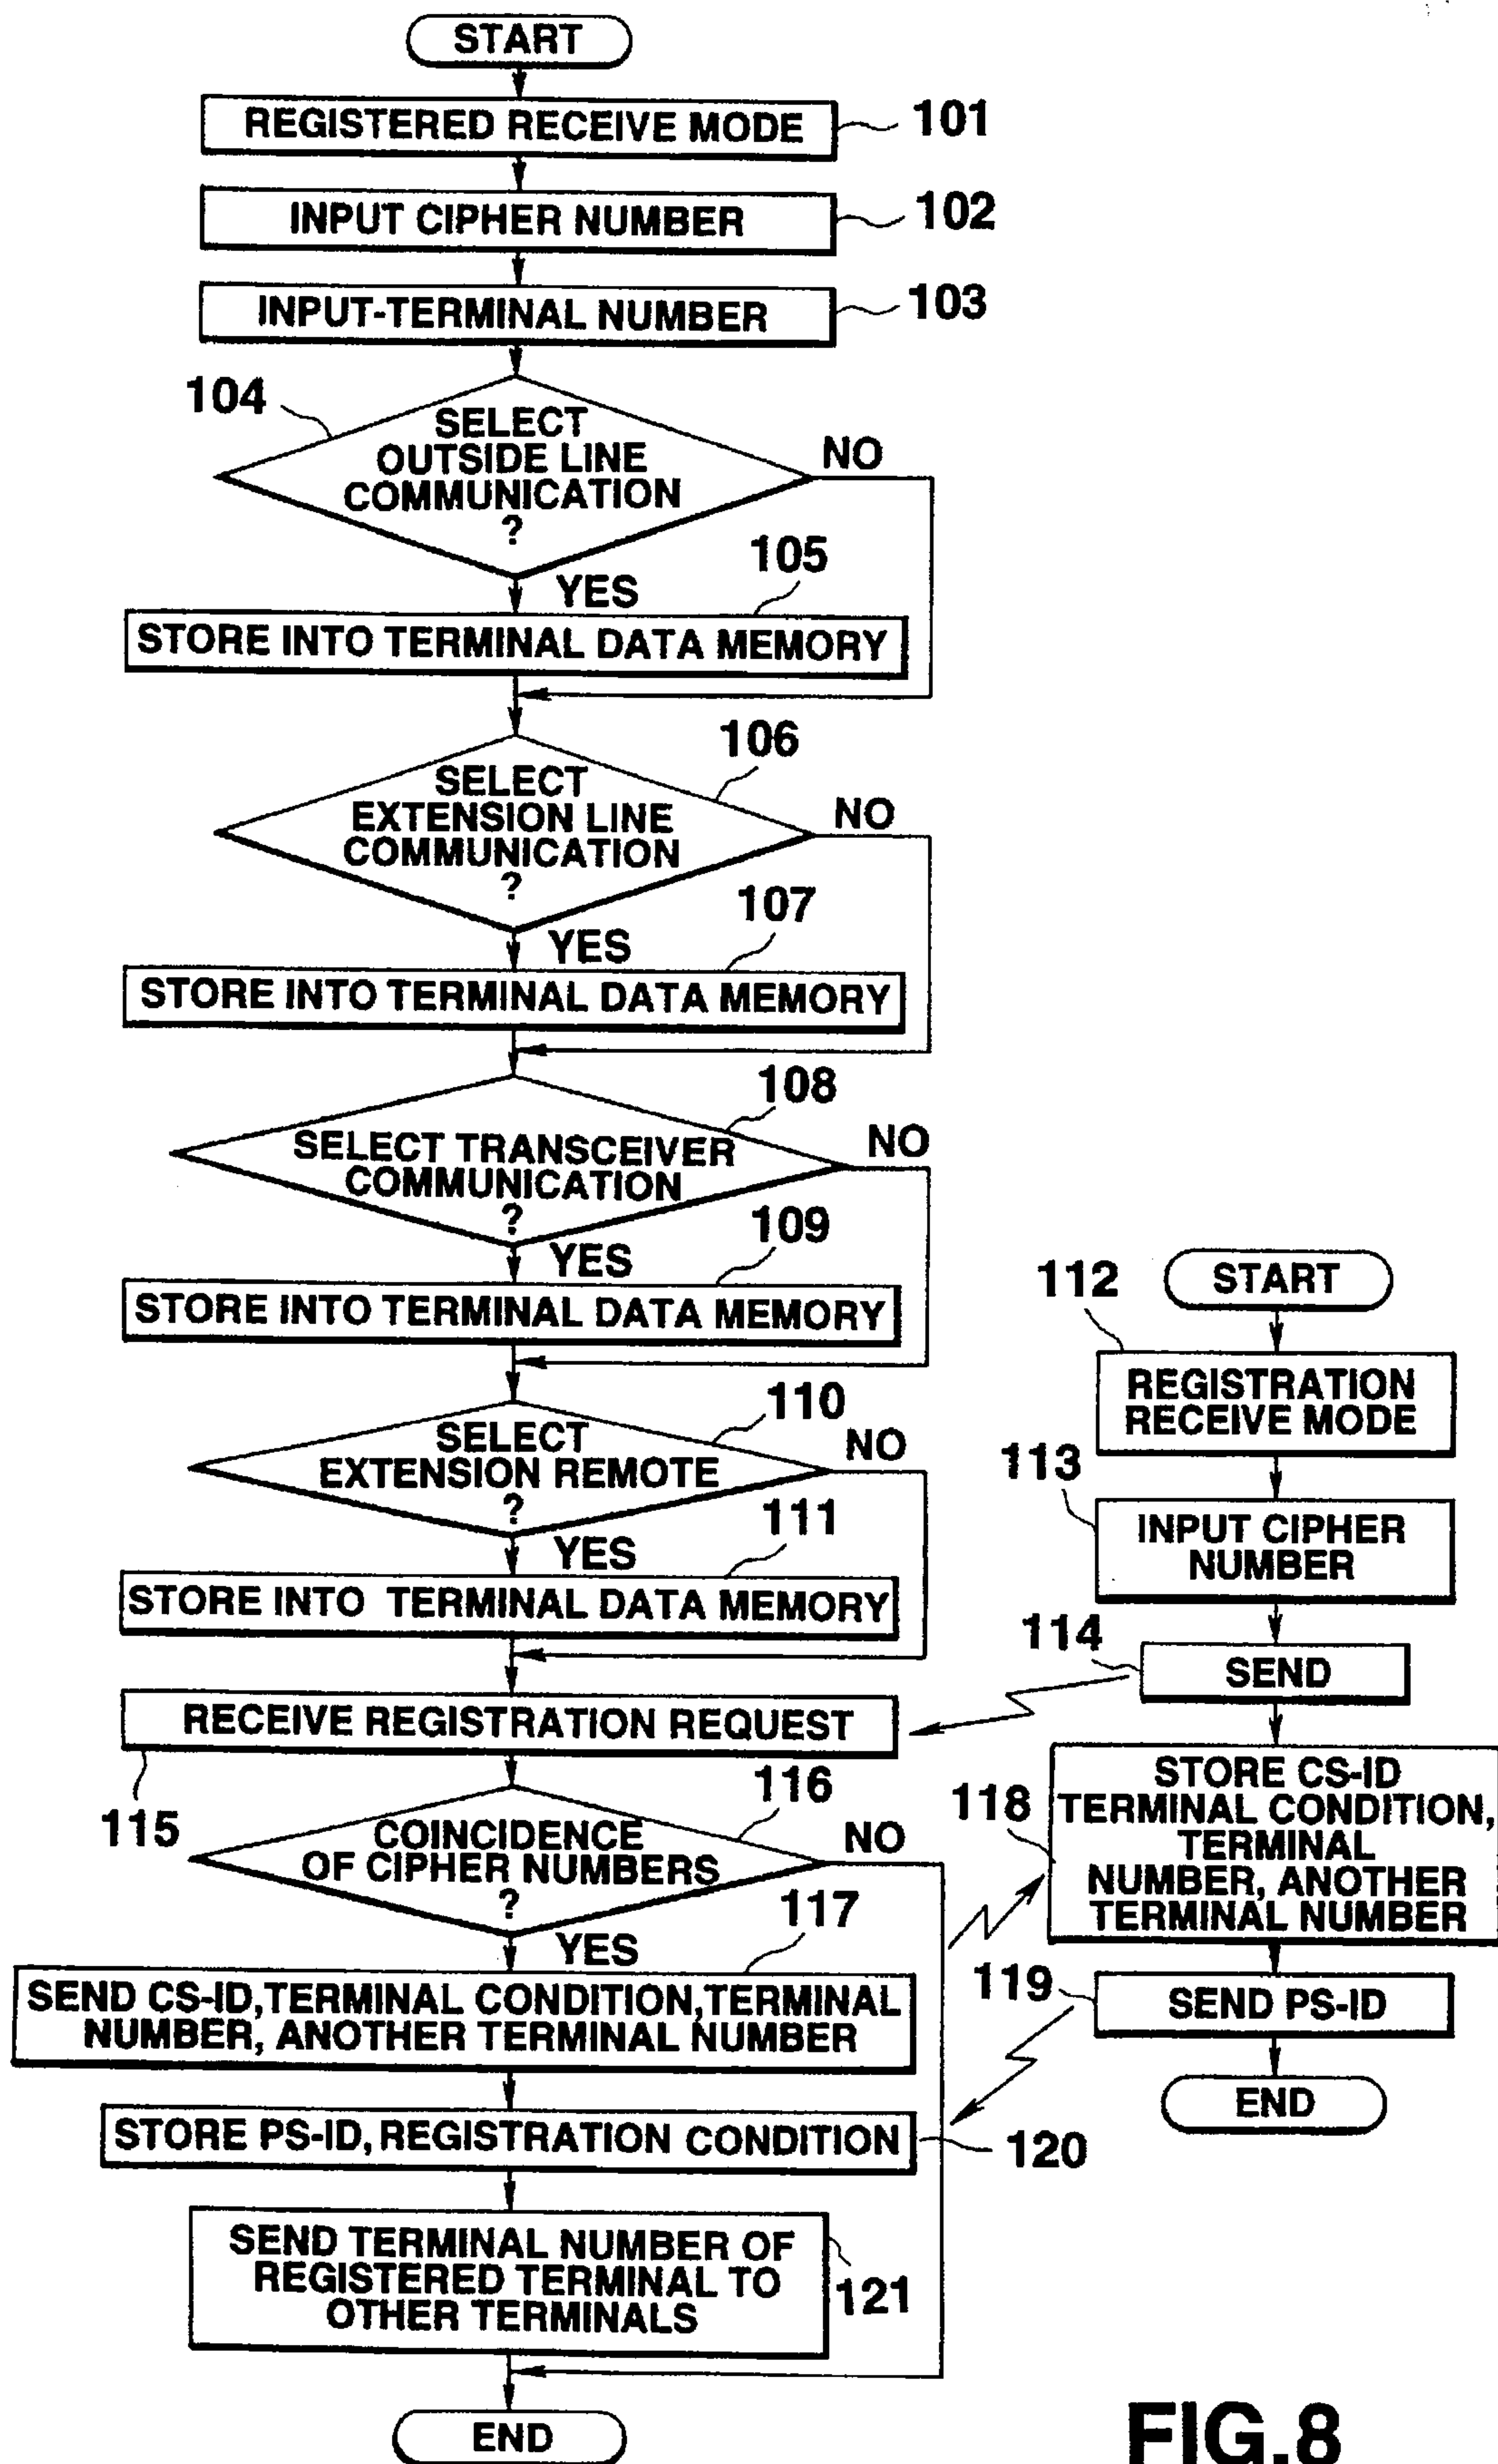 START
REGISTERED RECEIVE MODE
101
INPUT CIPHER NUMBER
102
INPUT-TERMINAL NUMBER
103
104
SELECT
OUTSIDE LINE
COMMUNICATION
?
NO
YES
105
STORE INTO TERMINAL DATA MEMORY
106
SELECT
EXTENSION LINE
COMMUNICATION
?
NO
YES
107
STORE INTO TERMINAL DATA MEMORY
108
SELECT TRANSCEIVER
COMMUNICATION
?
NO
YES
109
STORE INTO TERMINAL DATA MEMORY
110
SELECT
EXTENSION REMOTE
?
NO
YES
111
STORE INTO TERMINAL DATA MEMORY
RECEIVE REGISTRATION REQUEST
115
116
COINCIDENCE
OF CIPHER NUMBERS
?
NO
YES
117
SEND CS-ID, TERMINAL CONDITION, TERMINAL
NUMBER, ANOTHER TERMINAL NUMBER
STORE PS-ID, REGISTRATION CONDITION
120
SEND TERMINAL NUMBER OF
REGISTERED TERMINAL TO
OTHER TERMINALS
121
END
START
112
REGISTRATION
RECEIVE MODE
113
INPUT CIPHER
NUMBER
114
SEND
118
STORE CS-ID
TERMINAL CONDITION,
TERMINAL
NUMBER, ANOTHER
TERMINAL NUMBER
119
SEND PS-ID
END
FIG.8